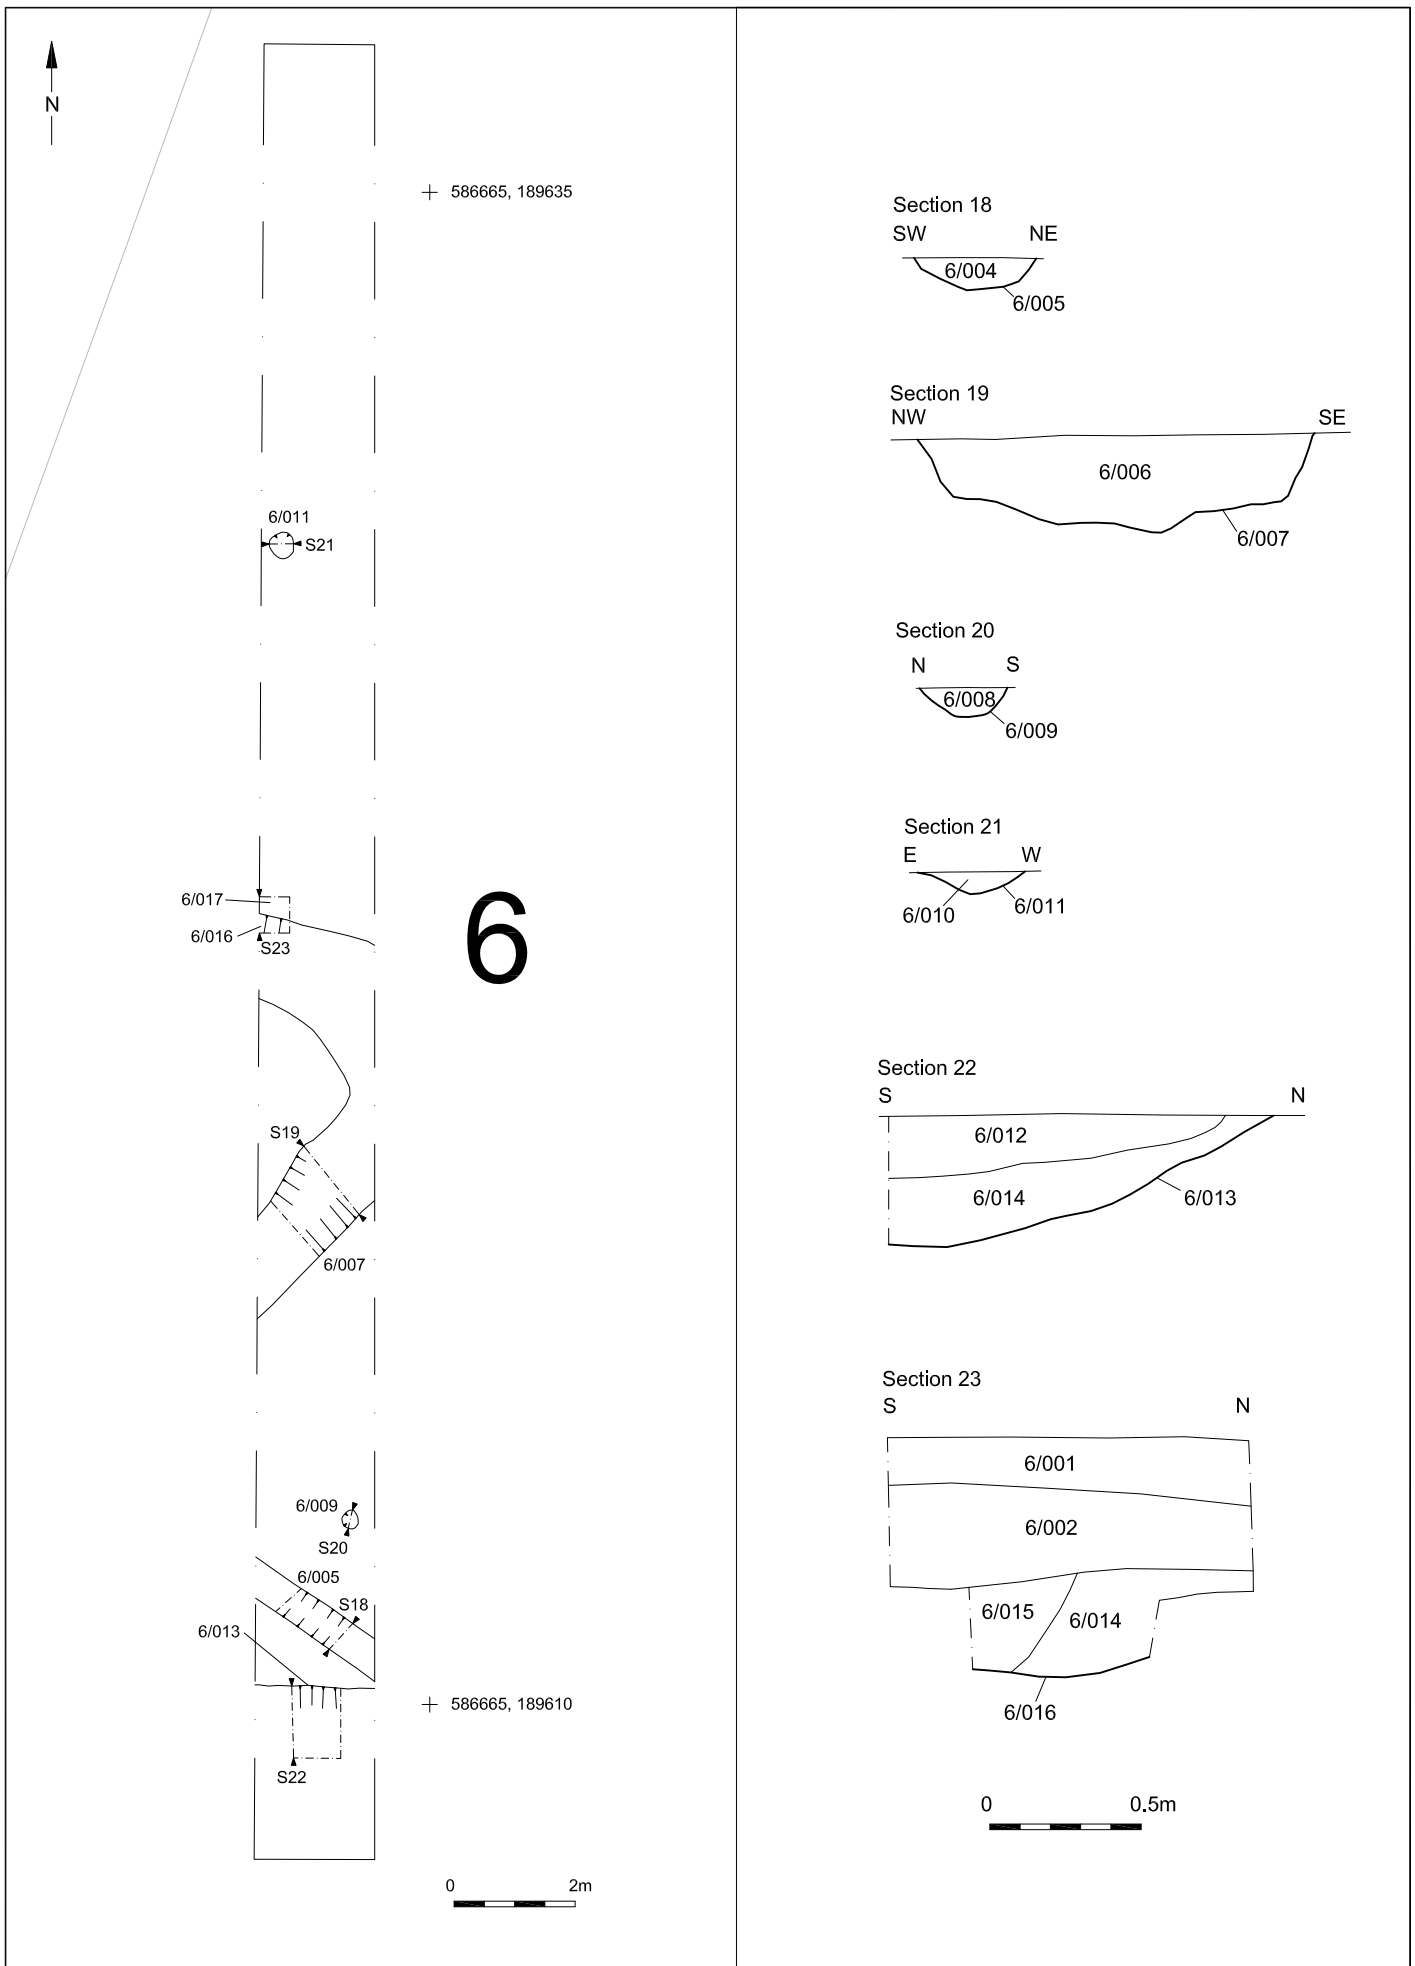 N
586665, 189635
6/011
S21
6/017
6/016
S23
6
S19
6/007
6/009
S20
6/005
S18
6/013
586665, 189610
S22
0 2m
Section 18
SW NE
6/004
6/005
Section 19
NW SE
6/006
6/007
Section 20
N S
6/008
6/009
Section 21
E W
6/010 6/011
Section 22
S N
6/012
6/014 6/013
Section 23
S N
6/001
6/002
6/015 6/014
6/016
0 0.5m